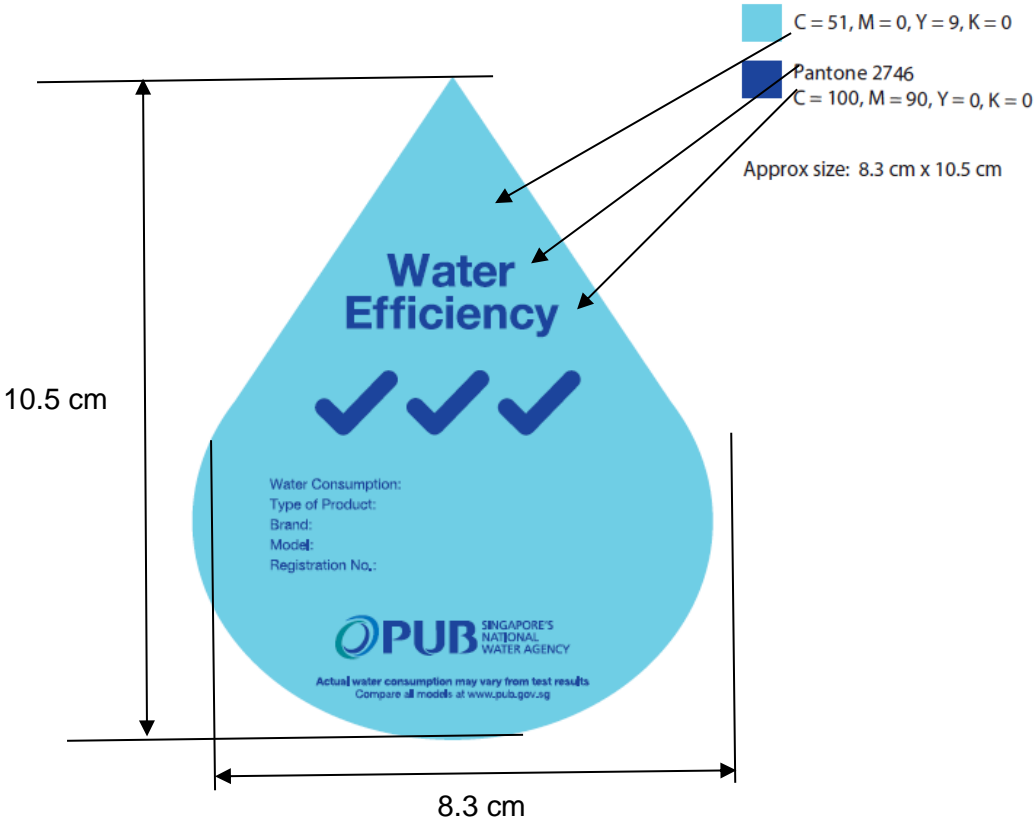 C = 51, M = 0, Y = 9, K = 0
Pantone 2746
C = 100, M = 90, Y = 0, K = 0
Approx size: 8.3 cm x 10.5 cm
Water
Efficiency
10.5 cm
Water Consumption:
Type of Product:
Brand:
Model:
Registration No.:
PUB SINGAPORE'S
NATIONAL
WATER AGENCY
Actual water consumption may vary from test results
Compare all models at www.pub.gov.sg
8.3 cm